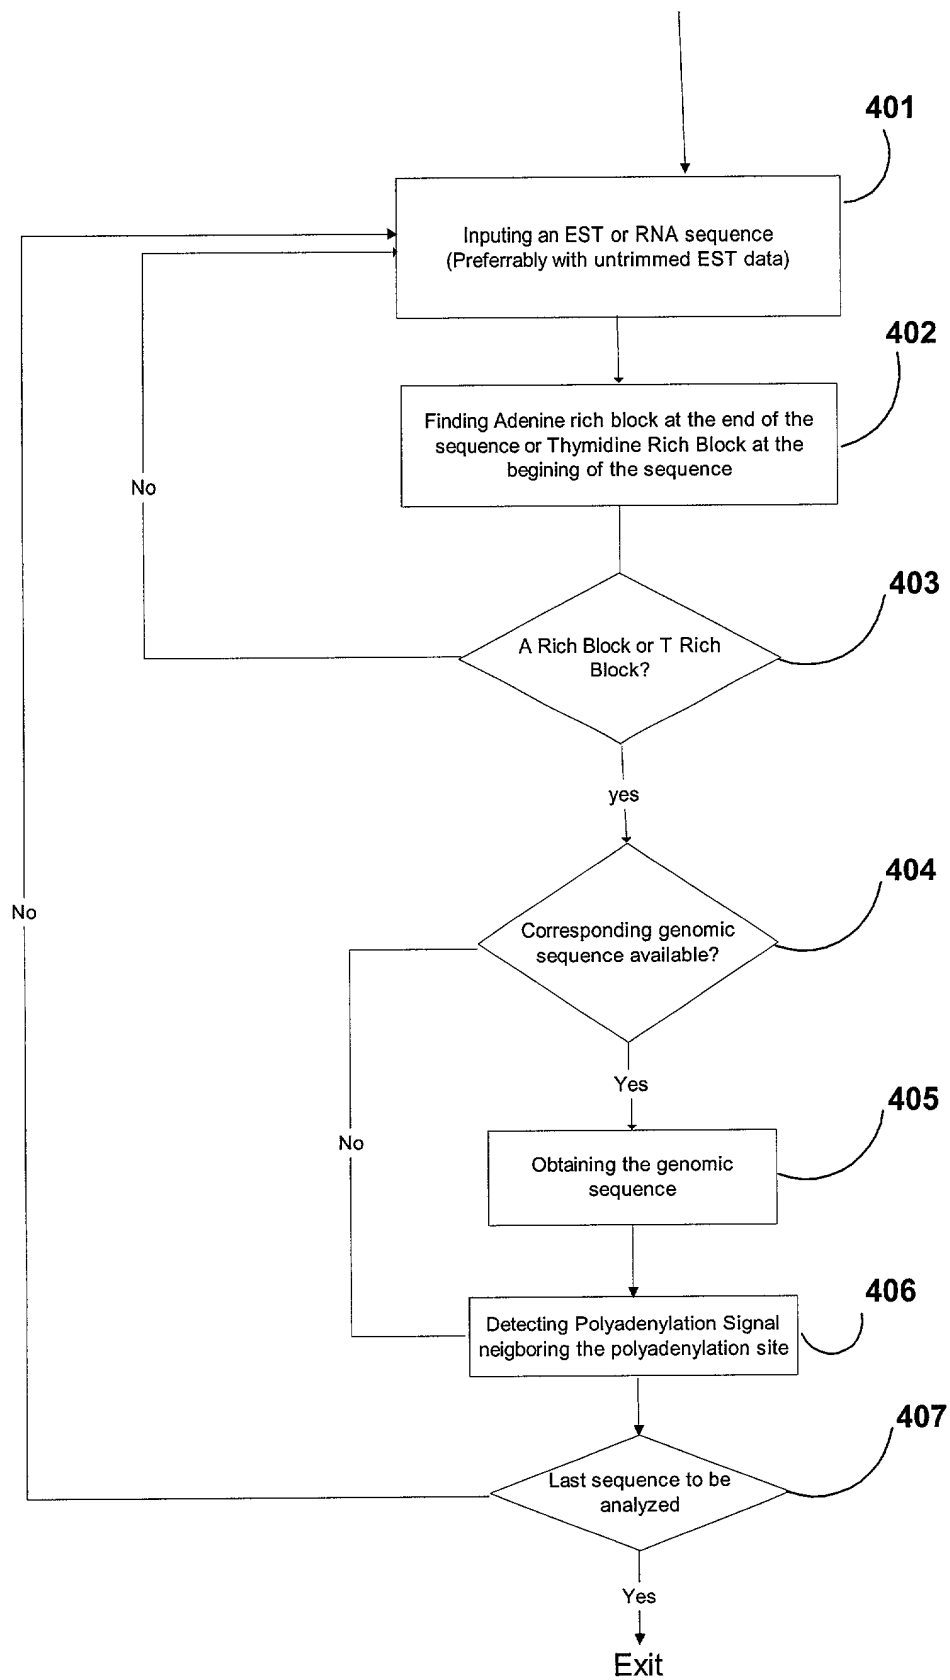 401
Inputing an EST or RNA sequence
(Preferrably with untrimmed EST data)
402
Finding Adenine rich block at the end of the
sequence or Thymidine Rich Block at the
begining of the sequence
No
403
A Rich Block or T Rich
Block?
yes
404
No
Corresponding genomic
sequence available?
Yes
405
No
Obtaining the genomic
sequence
406
Detecting Polyadenylation Signal
neigboring the polyadenylation site
407
Last sequence to be
analyzed
Yes
Exit